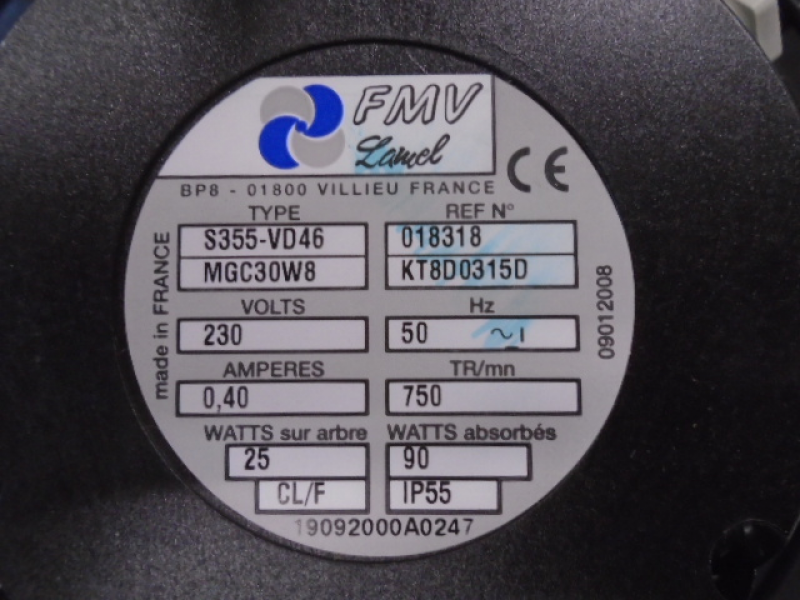 FMV
Lamel
CE
BP8 - 01800 VILLIEU FRANCE
TYPE REF N°
S355-VD46 018318
MGC30W8 KT8D0315D
VOLTS Hz
230 50 ~ I
AMPERES TR/mn
0,40 750
WATTS sur arbre WATTS absorbés
25 90
CL/F IP55
19092000A0247
made in FRANCE
09012008